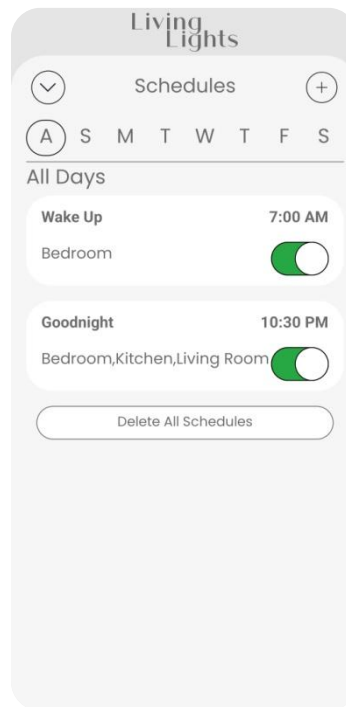 Living
Lights
Schedules
A S M T W T F S
All Days
Wake Up 7:00 AM
Bedroom
Goodnight 10:30 PM
Bedroom,Kitchen,Living Room
Delete All Schedules